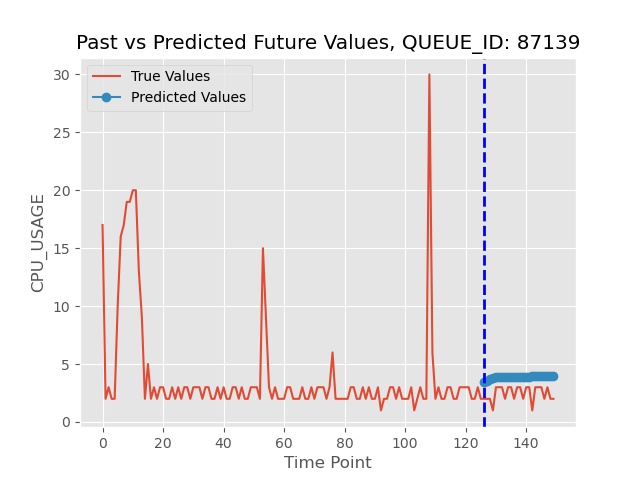 Past vs Predicted Future Values, QUEUE_ID: 87139
True Values
Predicted Values
CPU_USAGE
30
25
20
15
10
5
0
0 20 40 60 80 100 120 140
Time Point